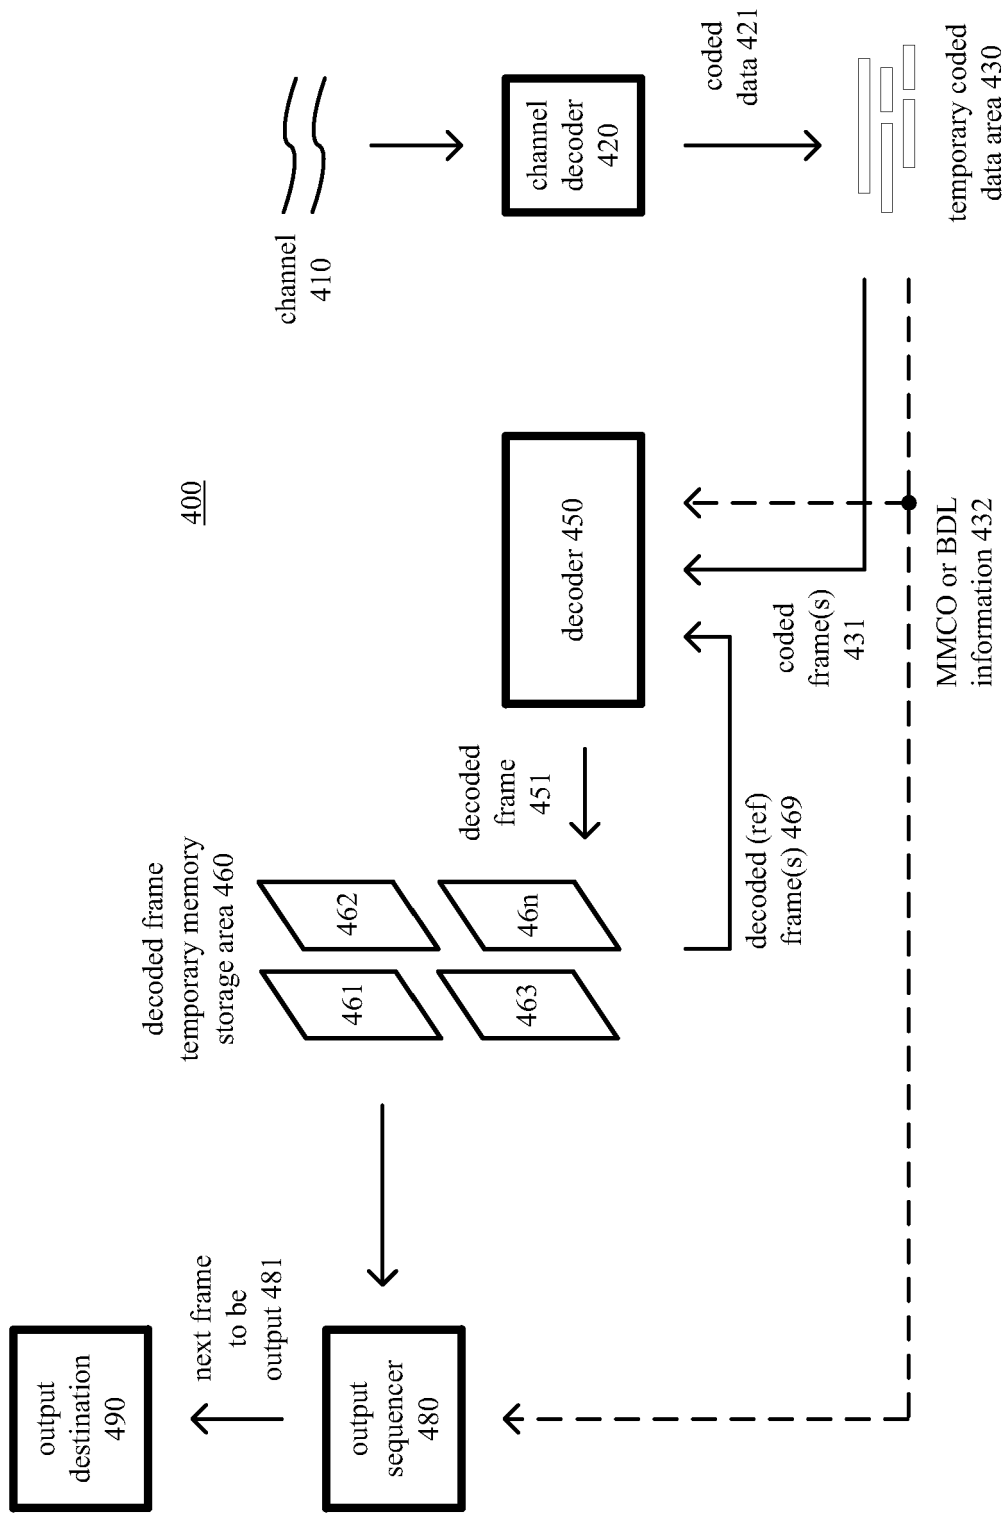 400
channel
410
channel
decoder
420
coded
data 421
temporary coded
data area 430
decoder 450
coded
frame(s)
431
MMCO or BDL
information 432
decoded
frame
451
decoded frame
temporary memory
storage area 460
461
462
463
46n
decoded (ref)
frame(s) 469
output
sequencer
480
next frame
to be
output 481
output
destination
490